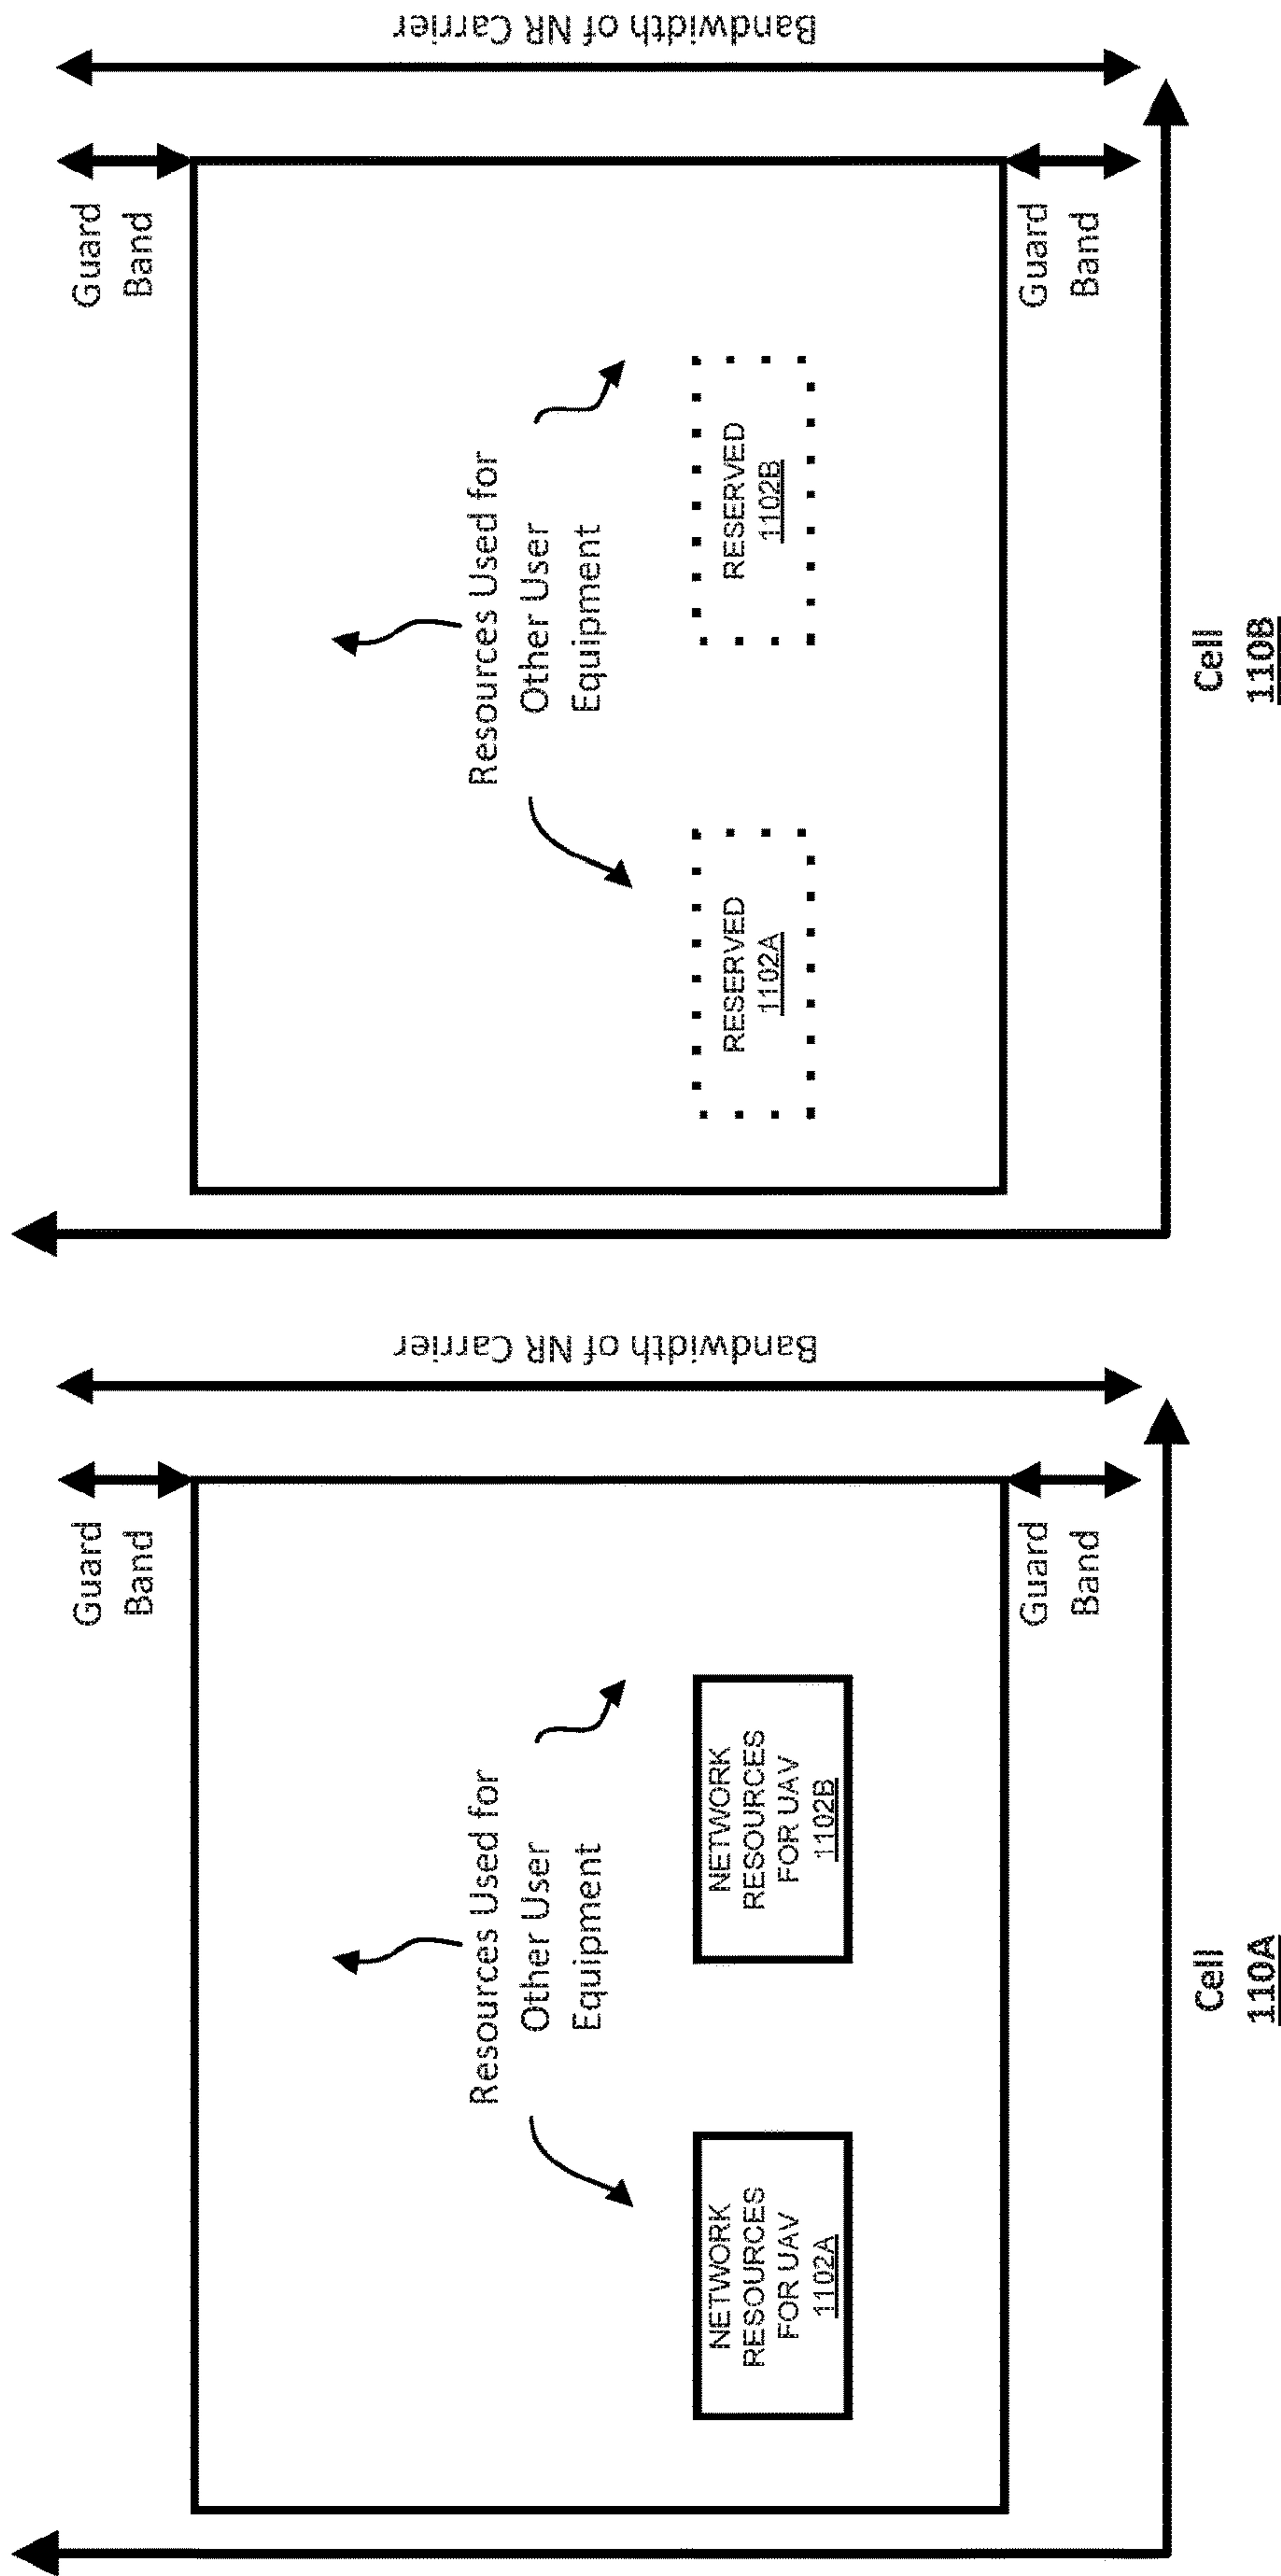 Guard
Band
Bandwidth of NR Carrier
Resources Used for
Other User
Equipment
NETWORK
RESOURCES
FOR UAV
1102A
NETWORK
RESOURCES
FOR UAV
1102B
Guard
Band
Cell
110A
Guard
Band
Bandwidth of NR Carrier
Resources Used for
Other User
Equipment
RESERVED
1102A
RESERVED
1102B
Guard
Band
Cell
110B